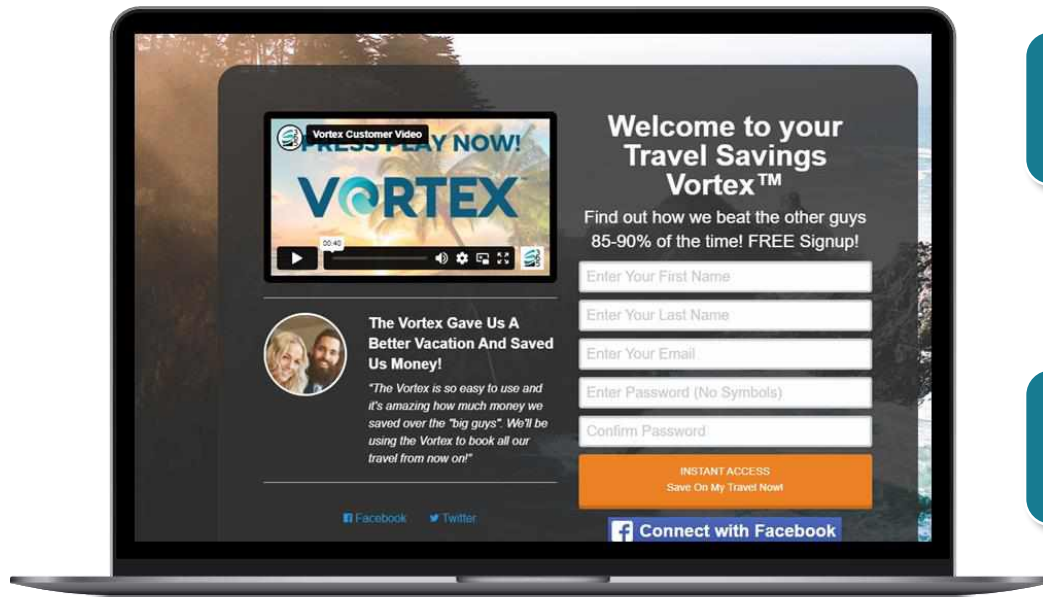 Vortex Customer Video
PRESS PLAY NOW!
VORTEX
00:40
The Vortex Gave Us A
Better Vacation And Saved
Us Money!
"The Vortex is so easy to use and
it's amazing how much money we
saved over the "big guys". We'll be
using the Vortex to book all our
travel from now on!"
Facebook Twitter
Welcome to your
Travel Savings
Vortex™
Find out how we beat the other guys
85-90% of the time! FREE Signup!
Enter Your First Name
Enter Your Last Name
Enter Your Email
Enter Password (No Symbols)
Confirm Password
INSTANT ACCESS
Save On My Travel Now!
Connect with Facebook